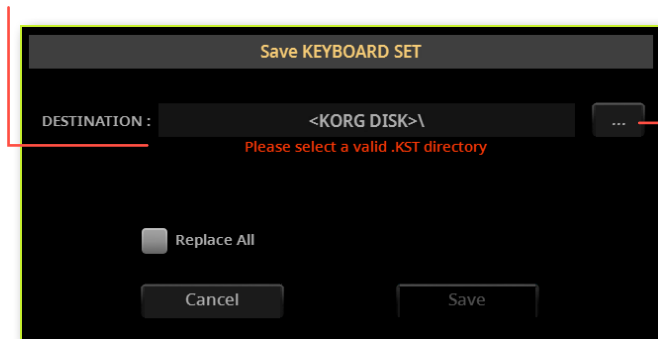 Save KEYBOARD SET
DESTINATION : <KORG DISK>\ ...
Please select a valid .KST directory
Replace All
Cancel Save